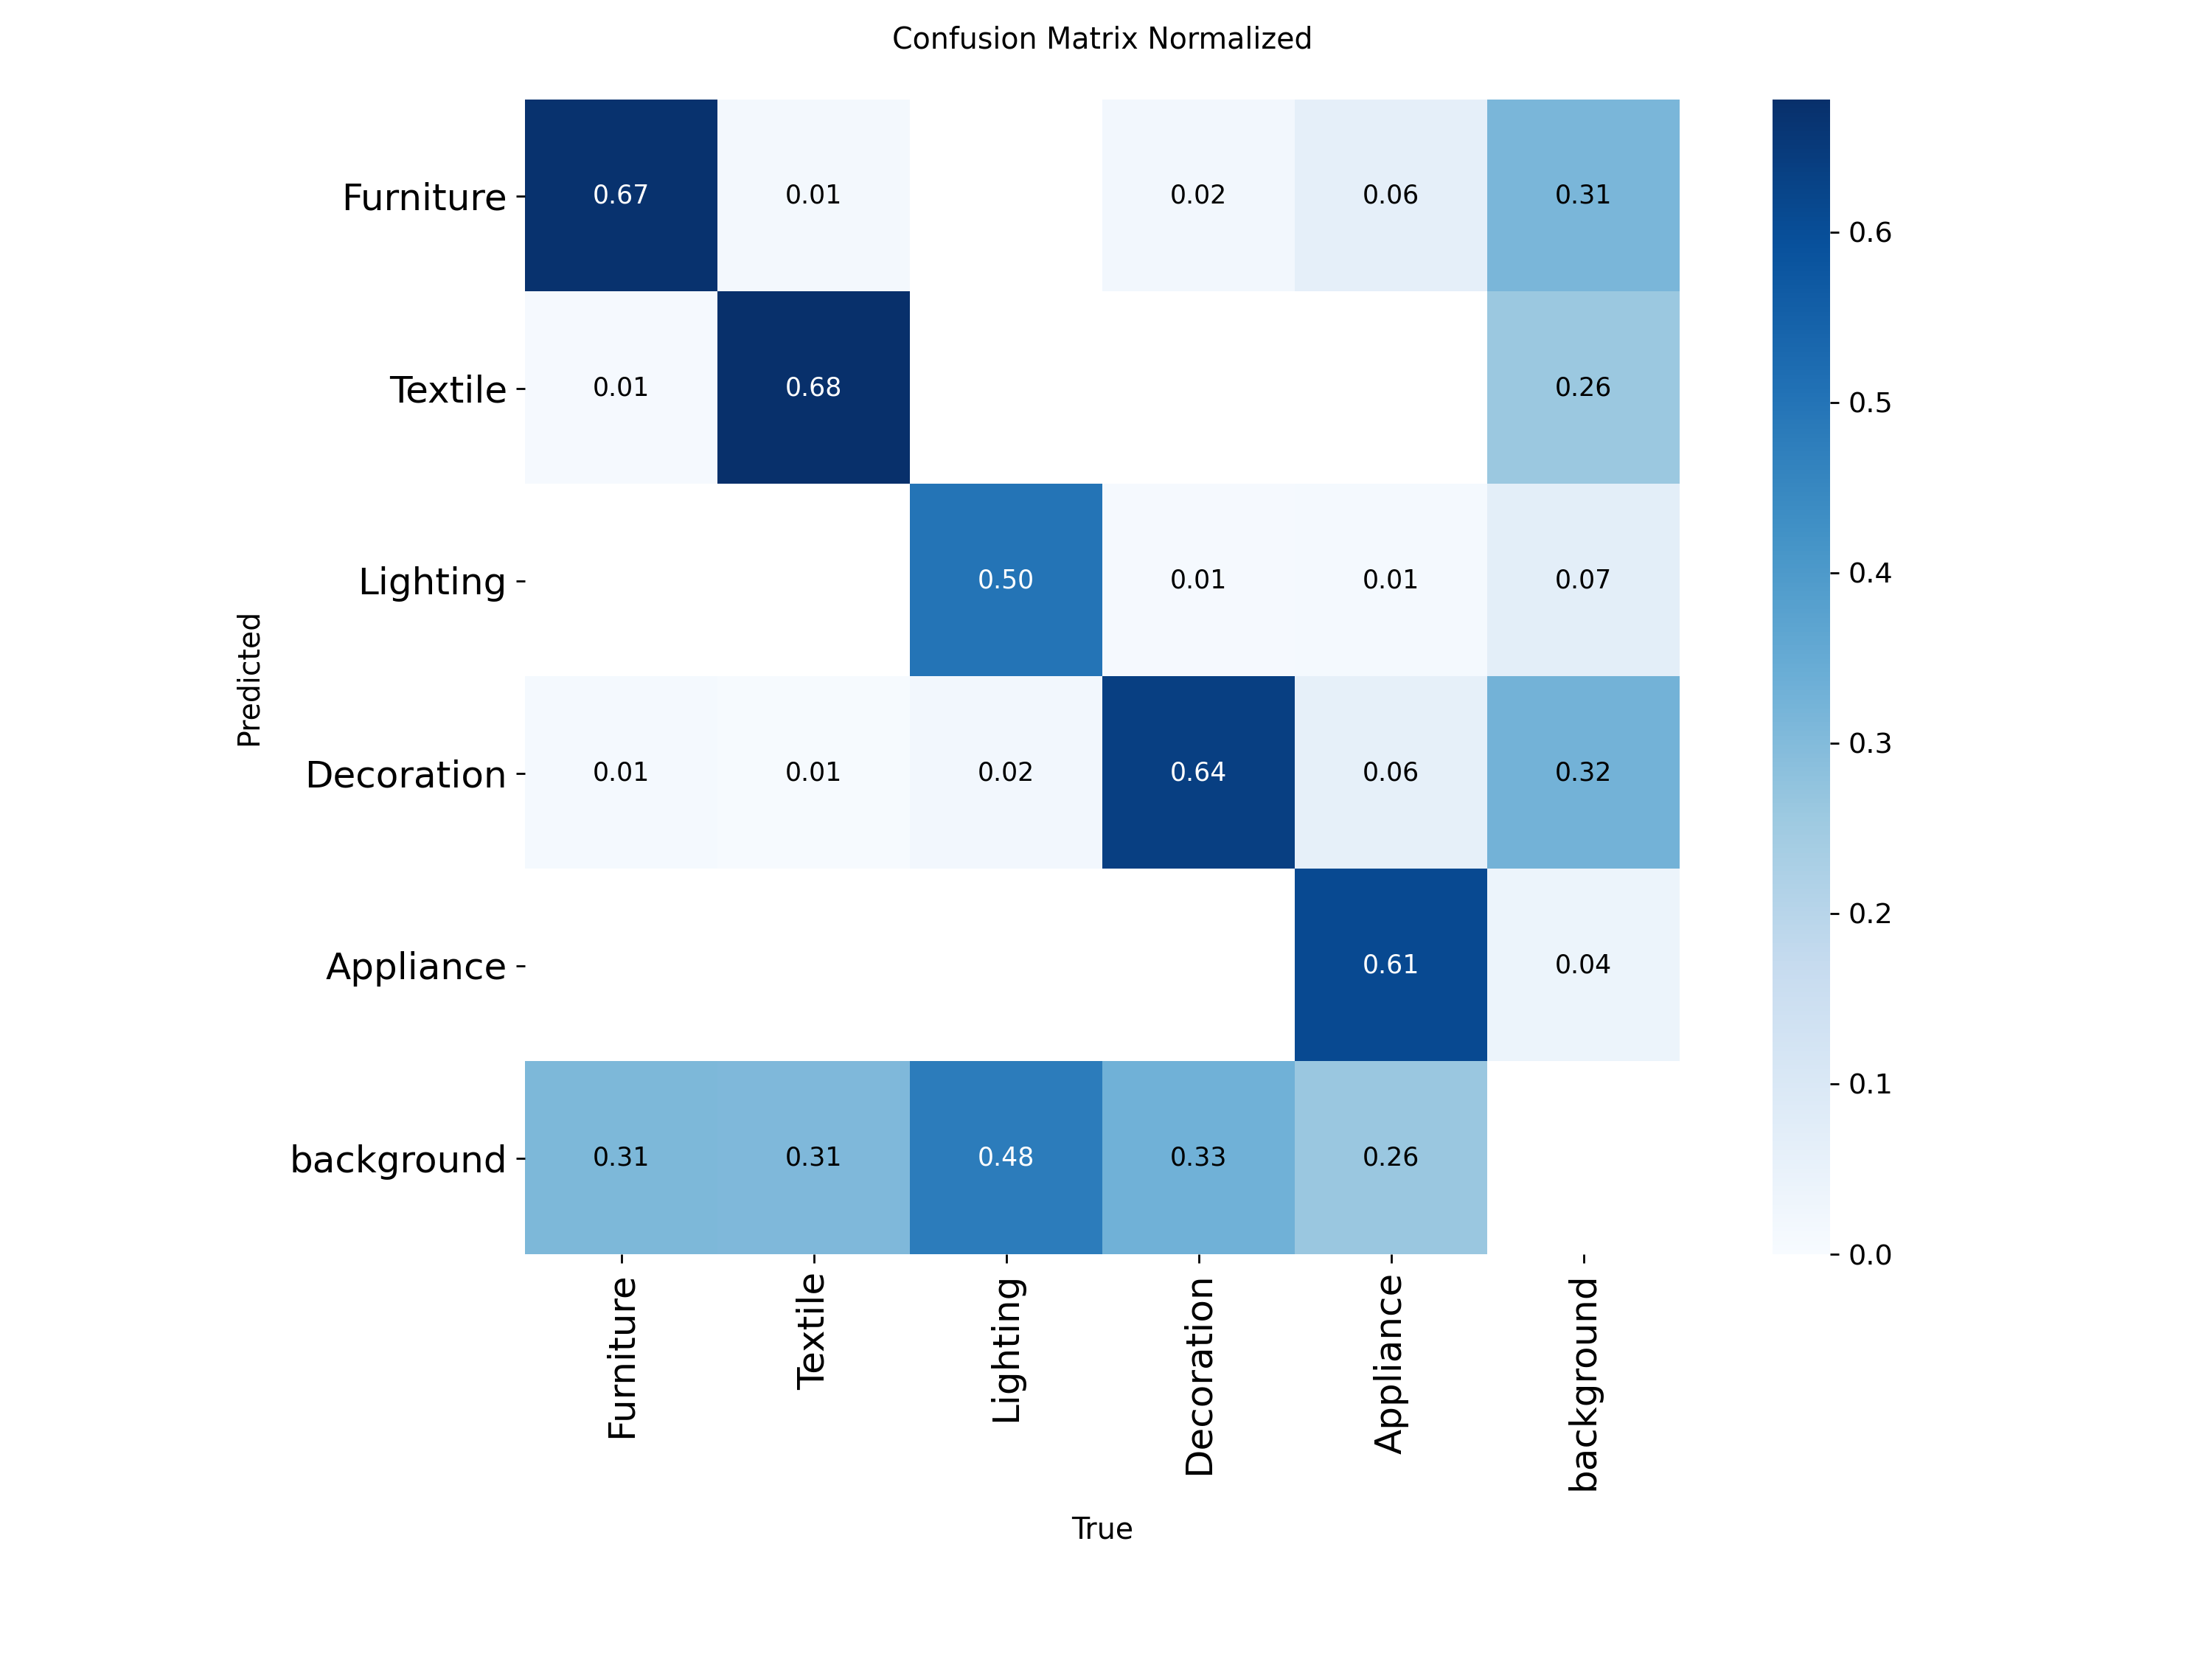 Confusion Matrix Normalized
Furniture 0.67 0.01 0.02 0.06 0.31
Textile 0.01 0.68 0.26
Lighting 0.50 0.01 0.01 0.07
Decoration 0.01 0.01 0.02 0.64 0.06 0.32
Appliance 0.61 0.04
background 0.31 0.31 0.48 0.33 0.26
Predicted
Furniture Textile Lighting Decoration Appliance background
True
0.6
0.5
0.4
0.3
0.2
0.1
0.0